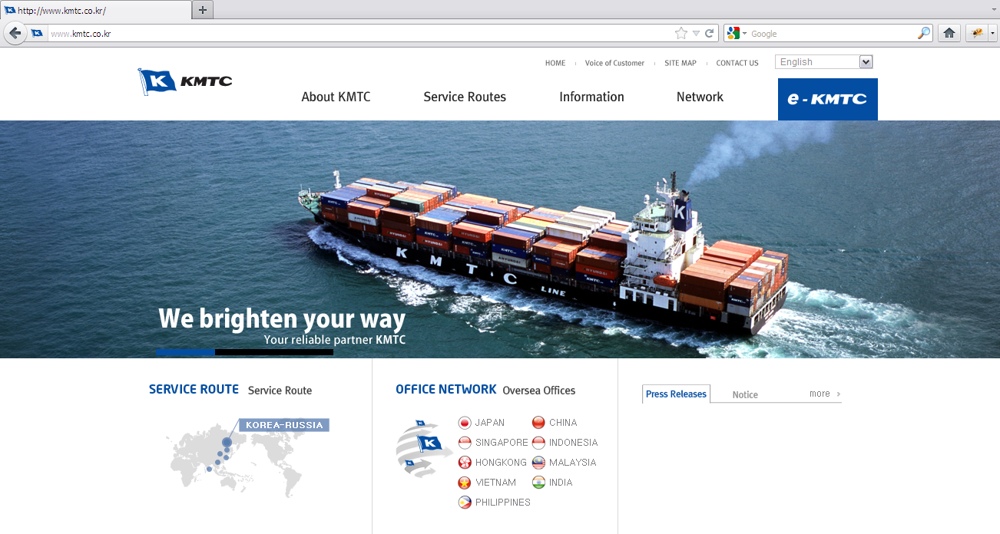 http://www.kmtc.co.kr/
www.kmtc.co.kr
Google
HOME
Voice of Customer
SITE MAP
CONTACT US
English
K KMTC
About KMTC
Service Routes
Information
Network
e - KMTC
K
KMTC LINE
HYUNDAI
We brighten your way
Your reliable partner KMTC
SERVICE ROUTE Service Route
KOREA-RUSSIA
OFFICE NETWORK Oversea Offices
K
JAPAN
CHINA
SINGAPORE
INDONESIA
HONGKONG
MALAYSIA
VIETNAM
INDIA
PHILIPPINES
Press Releases
Notice
more